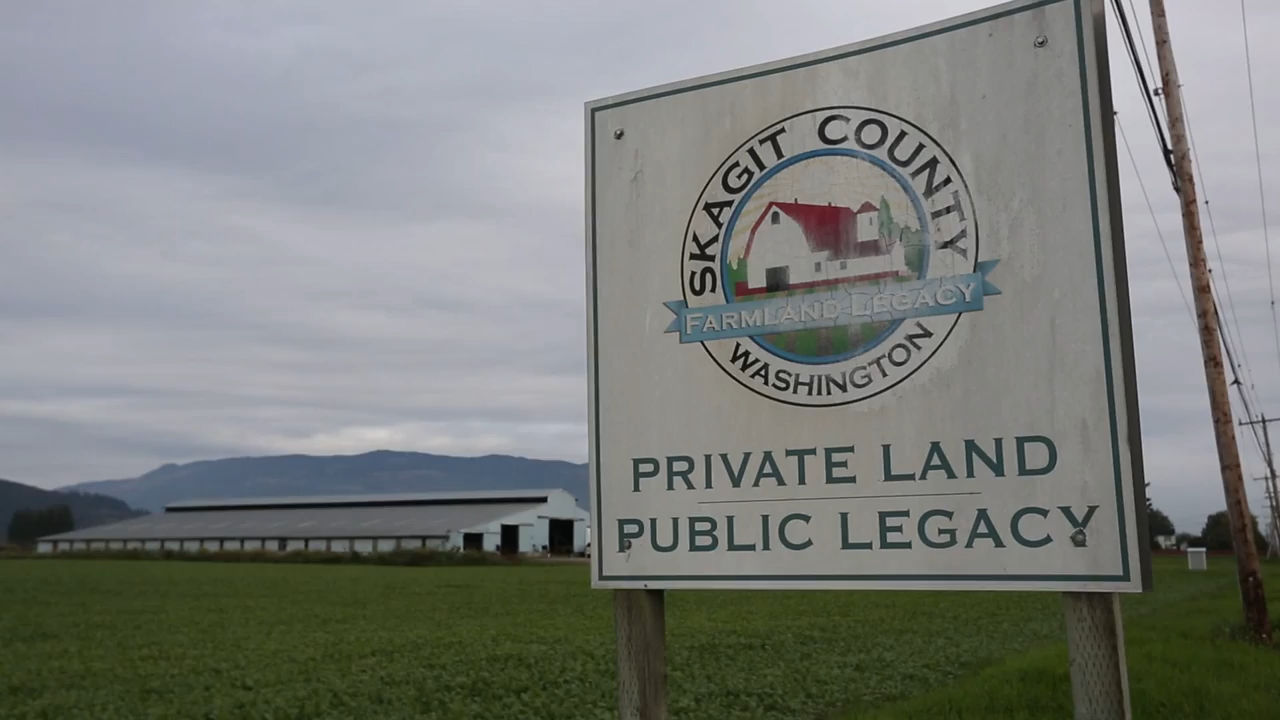 SKAGIT COUNTY
FARMLAND LEGACY
WASHINGTON
PRIVATE LAND
PUBLIC LEGACY